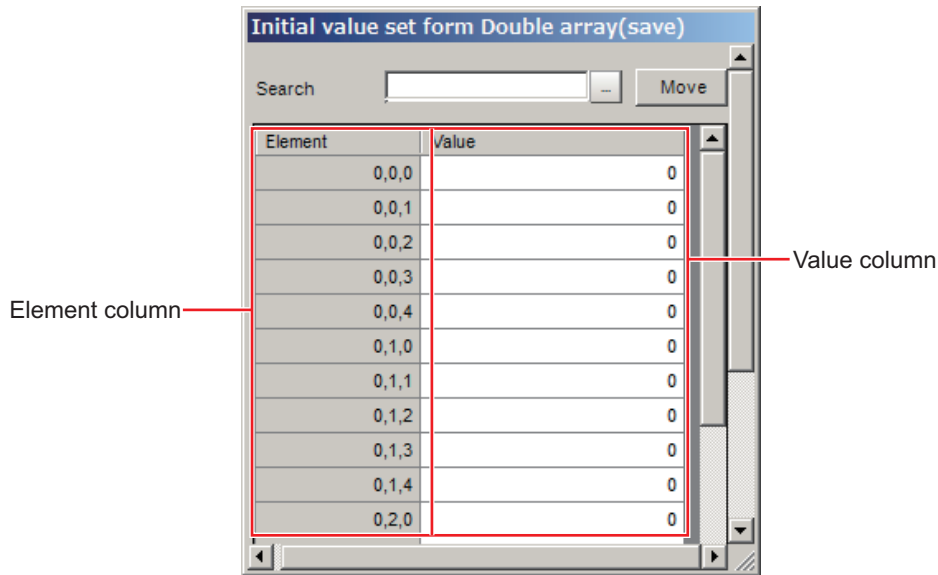 Initial value set form Double array(save)
Search ... Move
Element Value
0,0,0 0
0,0,1 0
0,0,2 0
0,0,3 0
Value column
0,0,4 0
Element column
0,1,0 0
0,1,1 0
0,1,2 0
0,1,3 0
0,1,4 0
0,2,0 0